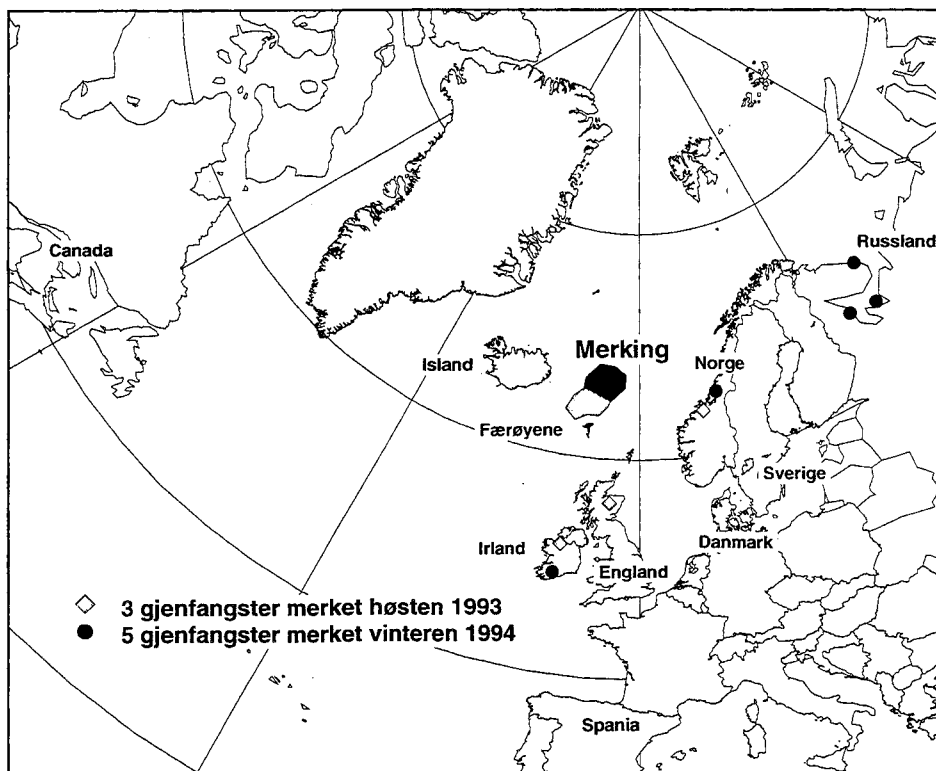 Canada
Russland
Merking
Island
Norge
Færøyene
Sverige
Irland
Danmark
England
3 gjenfangster merket høsten 1993
5 gjenfangster merket vinteren 1994
Spania